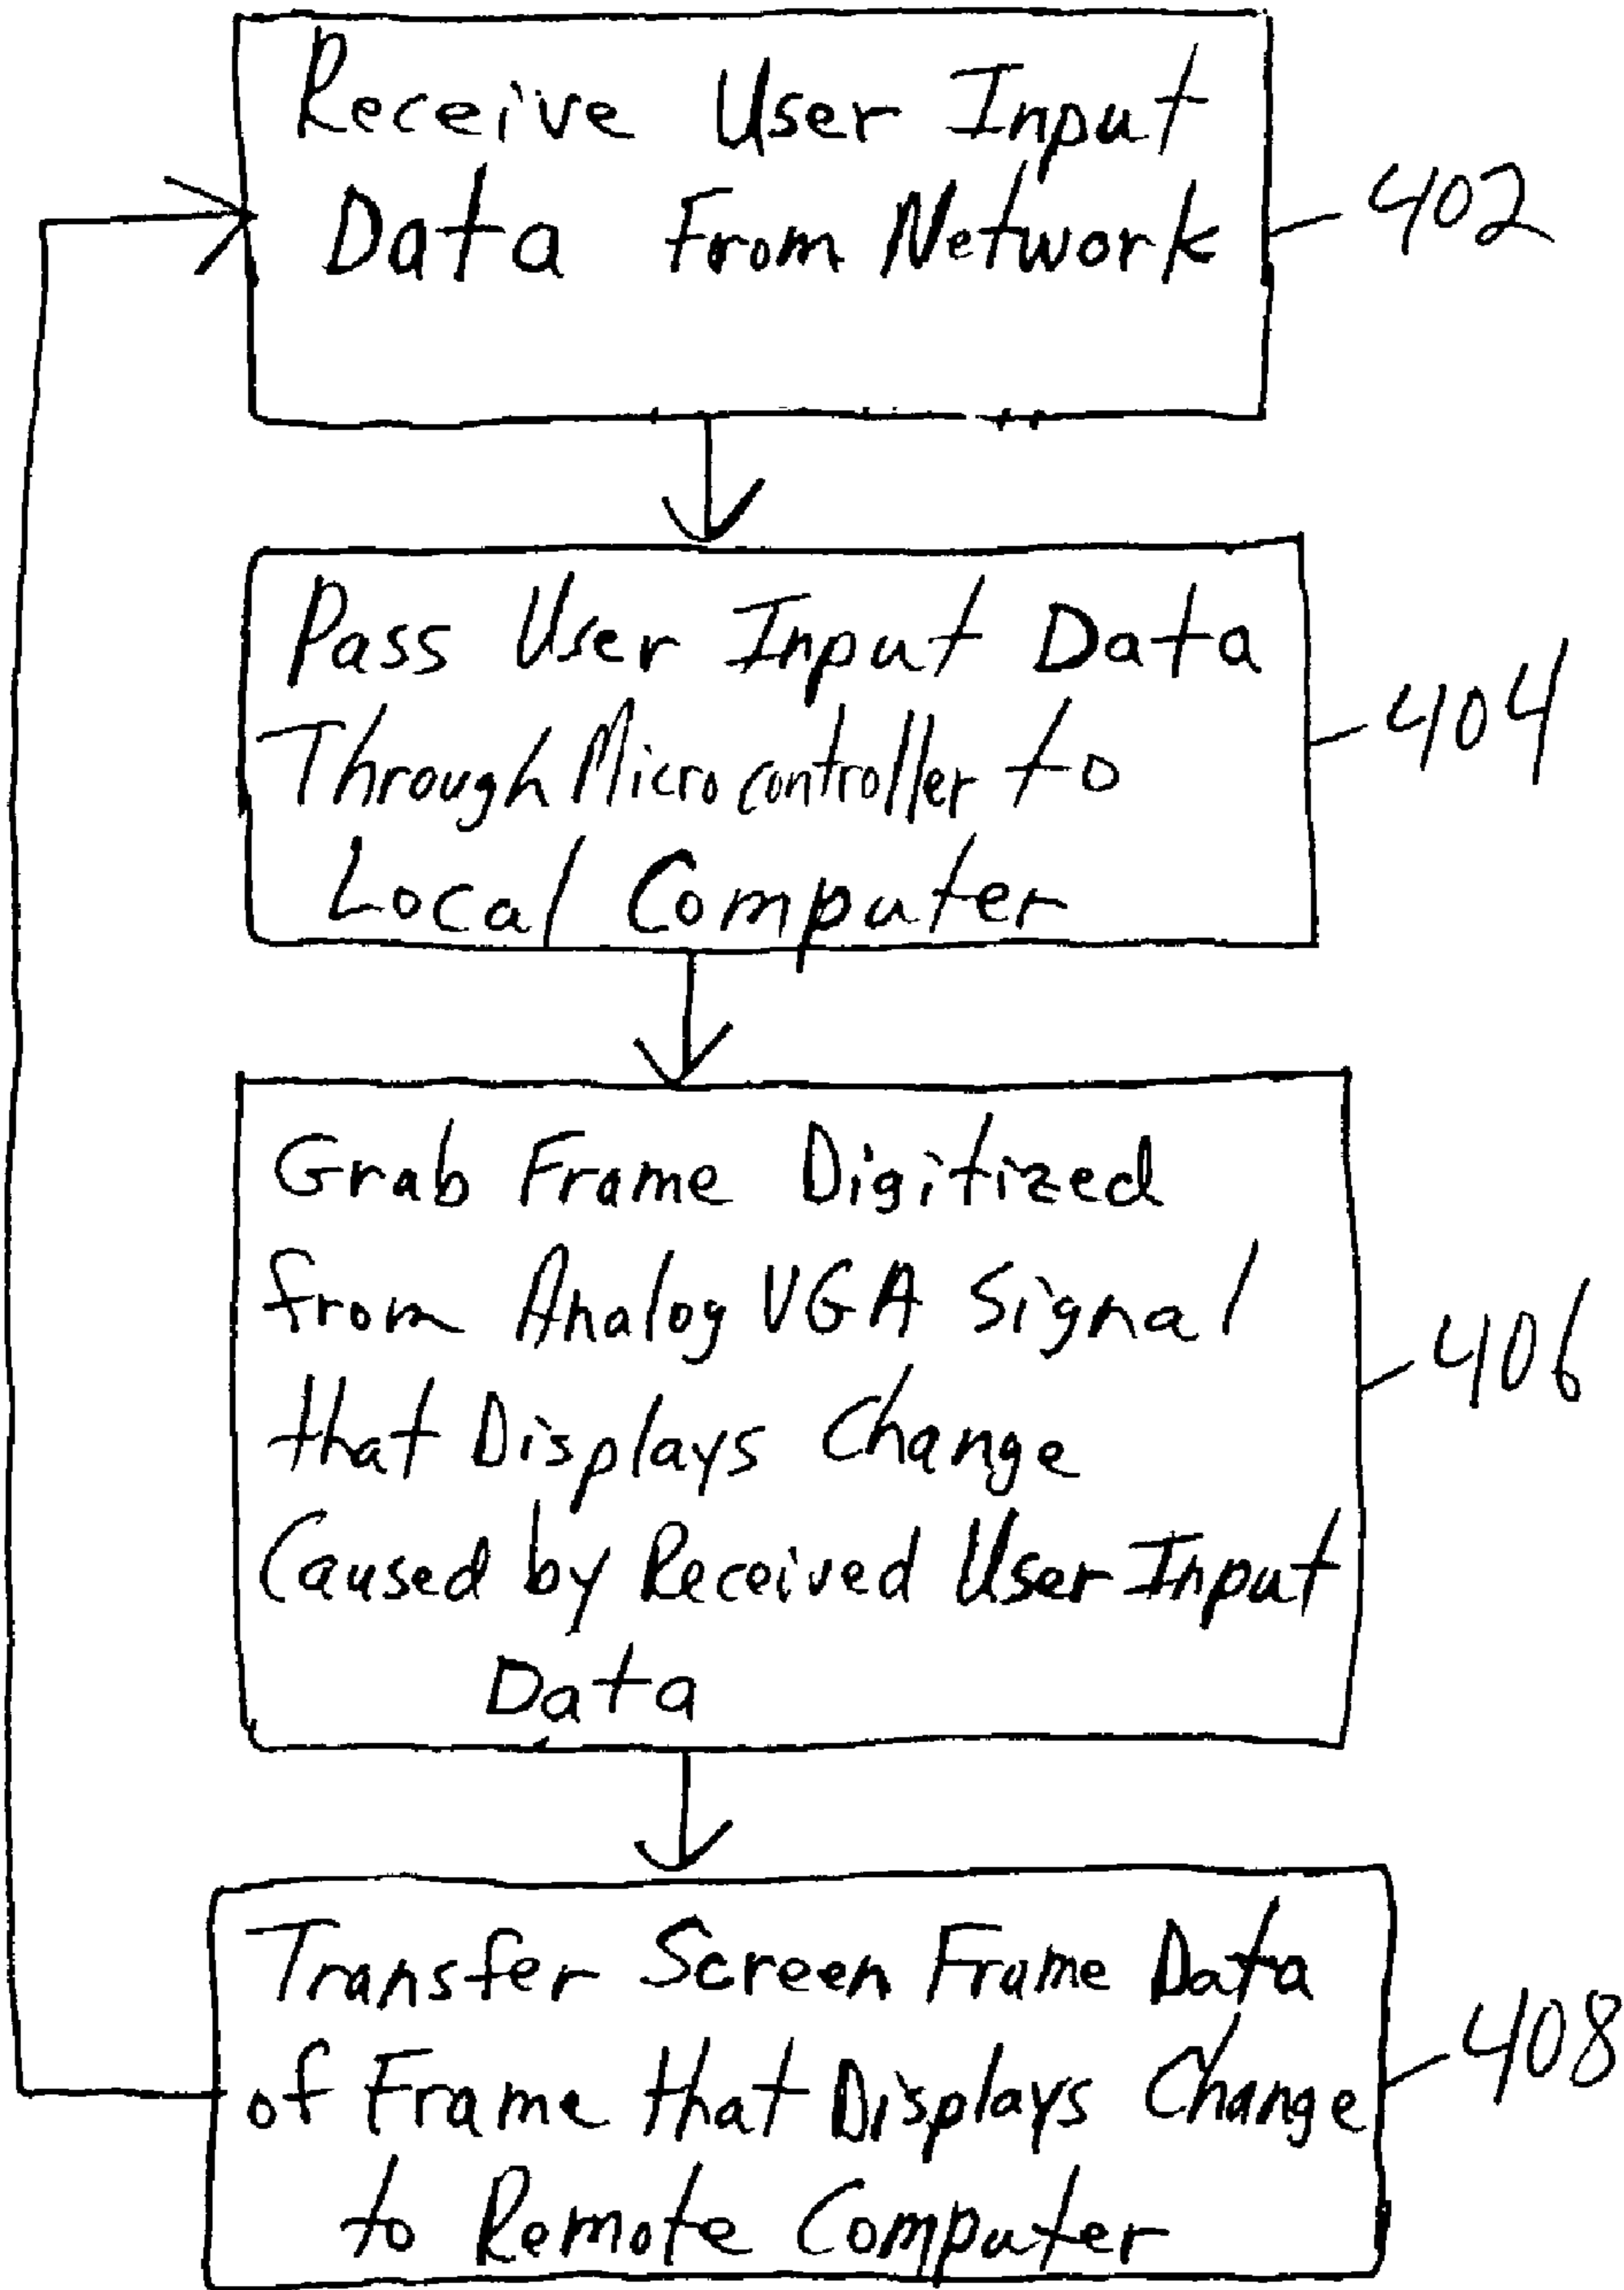 Receive User Input
Data From Network
402
Pass User Input Data
Through Microcontroller to
Local Computer
404
Grab Frame Digitized
from Analog VGA Signal
that Displays Change
Caused by Received User Input
Data
406
Transfer Screen Frame Data
of Frame that Displays Change
to Remote Computer
408